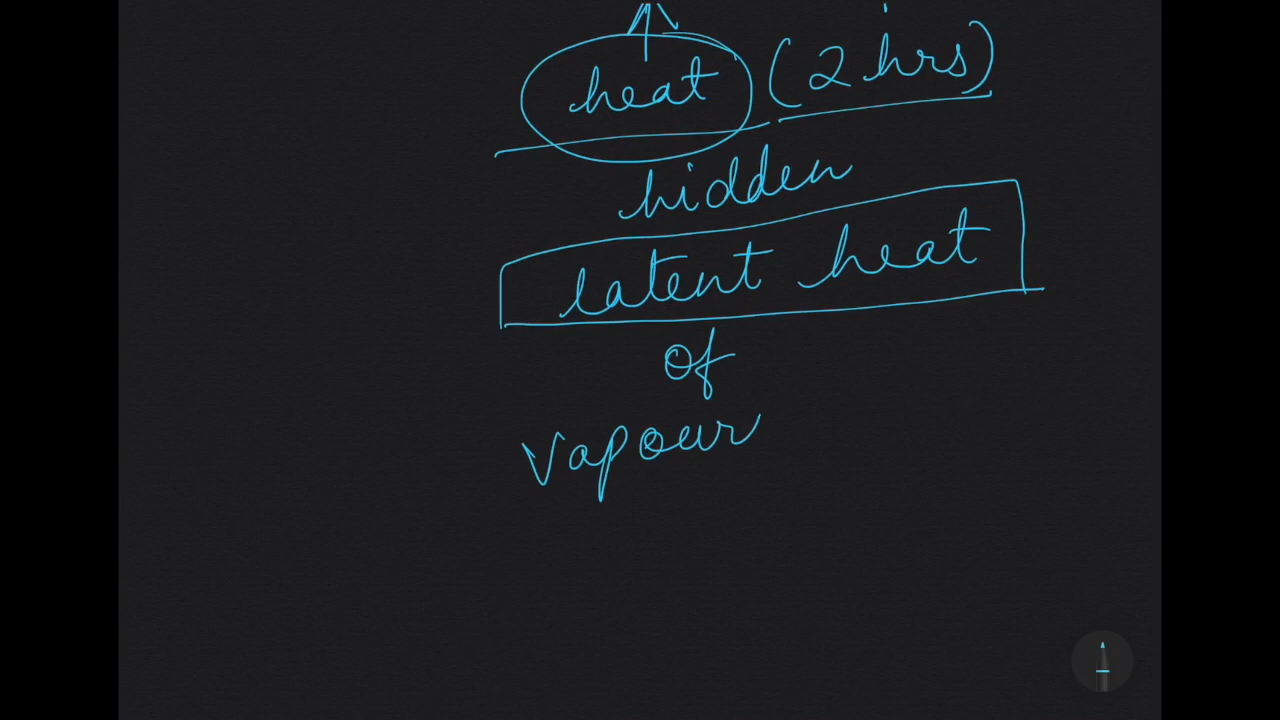 heat (2 hrs)
hidden
latent heat
of
vapour